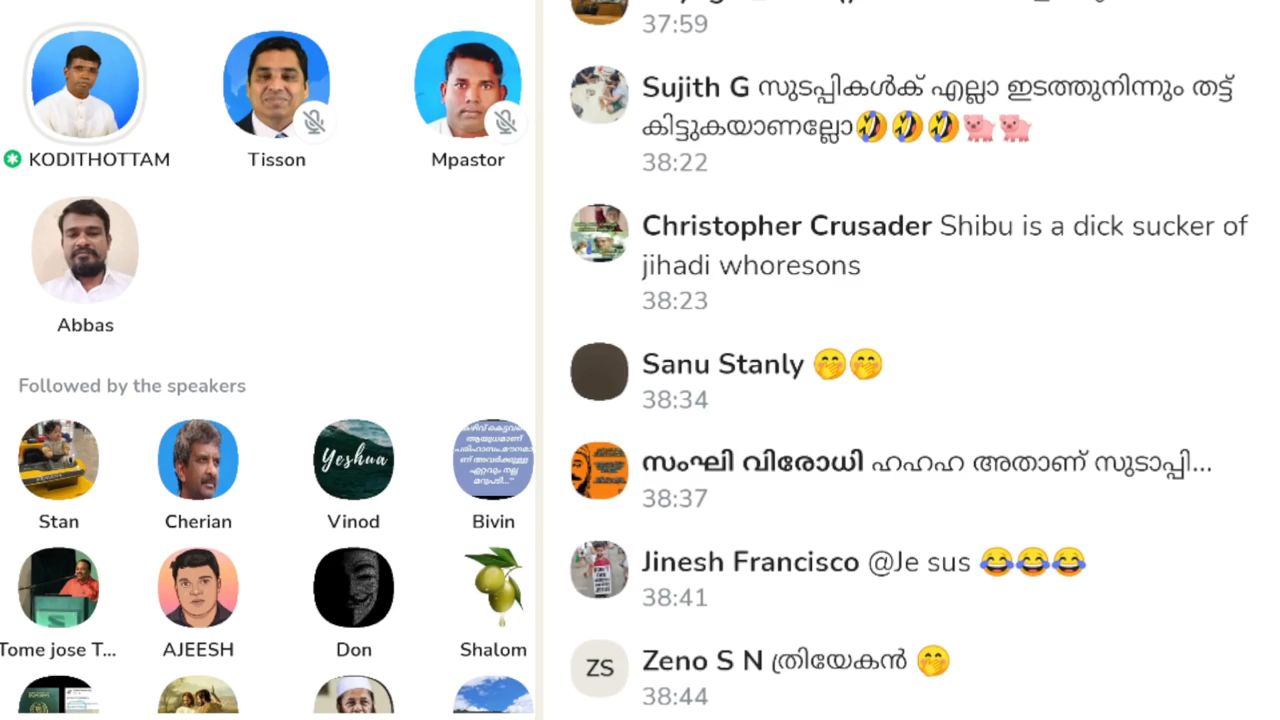 KODITHOTTAM
Tisson
Mpastor
Abbas
Followed by the speakers
Stan
Cherian
Yeshua
Vinod
Bivin
Tome jose T...
AJEESH
Don
Shalom
37:59
Sujith G സുടപ്പികൾക് എല്ലാ ഇടത്തുനിന്നും തട്ട്
കിട്ടുകയാണല്ലോ🤣🤣🤣🐖🐖
38:22
Christopher Crusader Shibu is a dick sucker of
jihadi whoresons
38:23
Sanu Stanly 🤭🤭
38:34
സംഘി വിരോധി ഹഹഹ അതാണ് സുടാപ്പി...
38:37
Jinesh Francisco @Je sus 😂😂😂
38:41
ZS
Zeno S N ത്രിയേകൻ 🤭
38:44